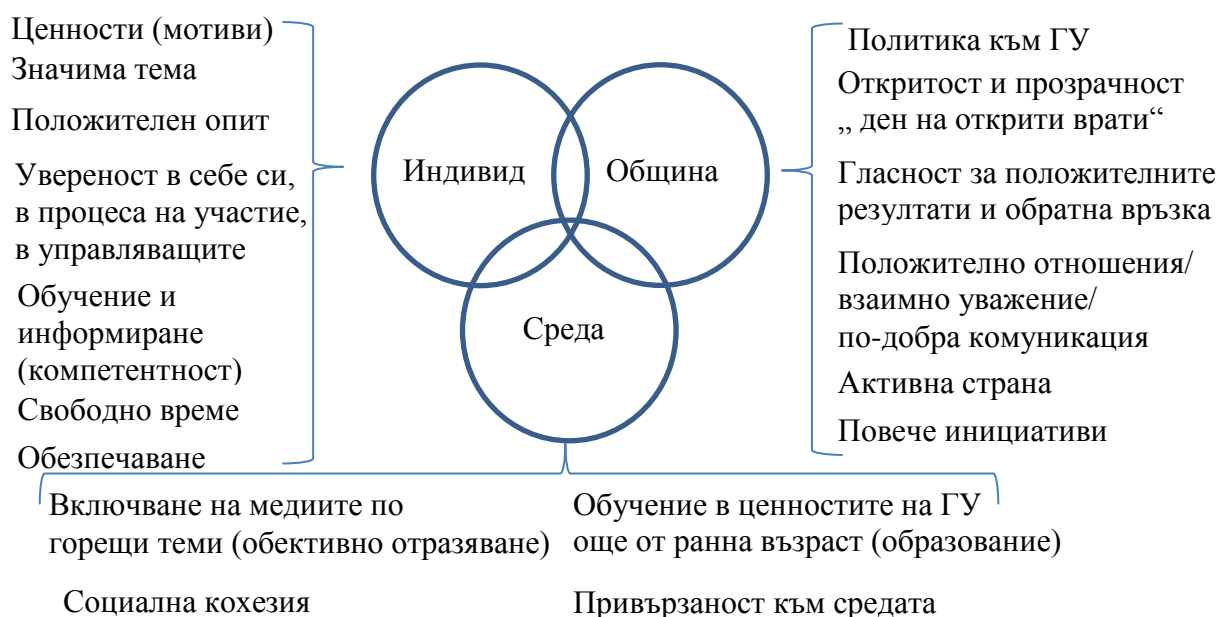 Ценности (мотиви)
Значима тема
Положителен опит
Увереност в себе си,
в процеса на участие,
в управляващите
Обучение и
информиране
(компетентност)
Свободно време
Обезпечаване
Индивид
Община
Среда
Политика към ГУ
Откритост и прозрачност
„ ден на открити врати“
Гласност за положителните
резултати и обратна връзка
Положително отношения/
взаимно уважение/
по-добра комуникация
Активна страна
Повече инициативи
Включване на медиите по
горещи теми (обективно отразяване)
Социална кохезия
Обучение в ценностите на ГУ
още от ранна възраст (образование)
Привързаност към средата